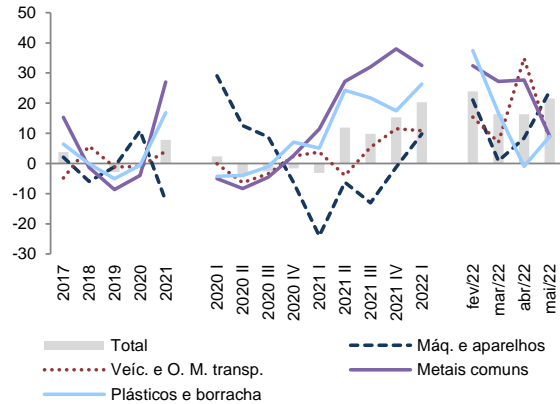 50
40
30
20
10
0
-10
-20
-30
2017
2018
2019
2020
2021
2020 I
2020 II
2020 III
2020 IV
2021 I
2021 II
2021 III
2021 IV
2022 I
fev/22
mar/22
abr/22
mai/22
Total
Máq. e aparelhos
Veíc. e O. M. transp.
Metais comuns
Plásticos e borracha